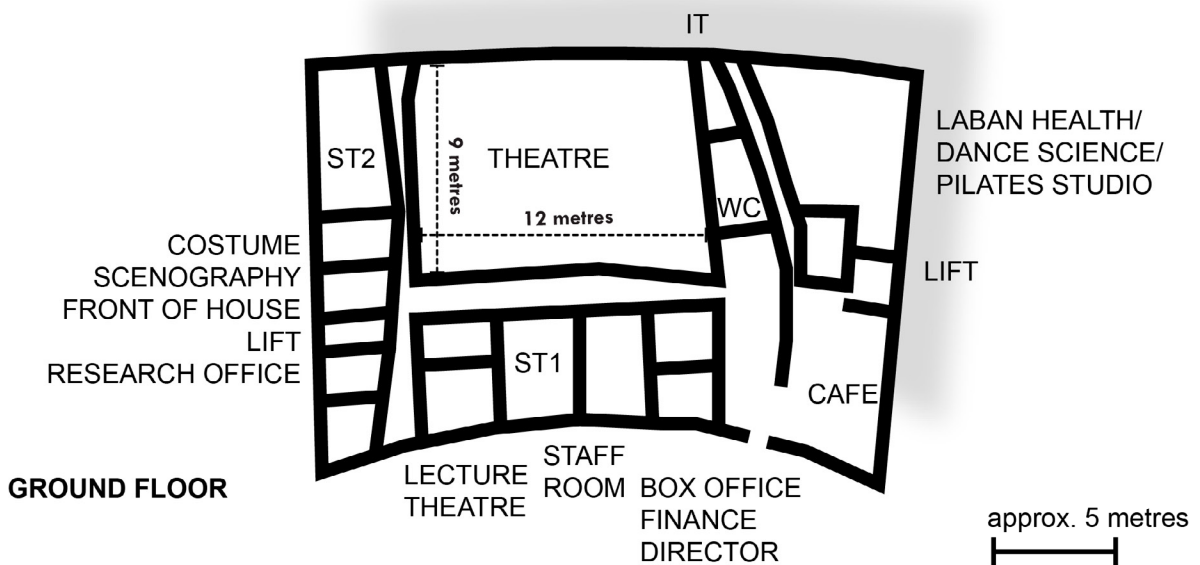 IT
LABAN HEALTH/
DANCE SCIENCE/
PILATES STUDIO
ST2
9 metres
THEATRE
12 metres
WC
COSTUME
SCENOGRAPHY
FRONT OF HOUSE
LIFT
RESEARCH OFFICE
LIFT
ST1
CAFE
GROUND FLOOR
LECTURE
THEATRE
STAFF
ROOM
BOX OFFICE
FINANCE
DIRECTOR
approx. 5 metres